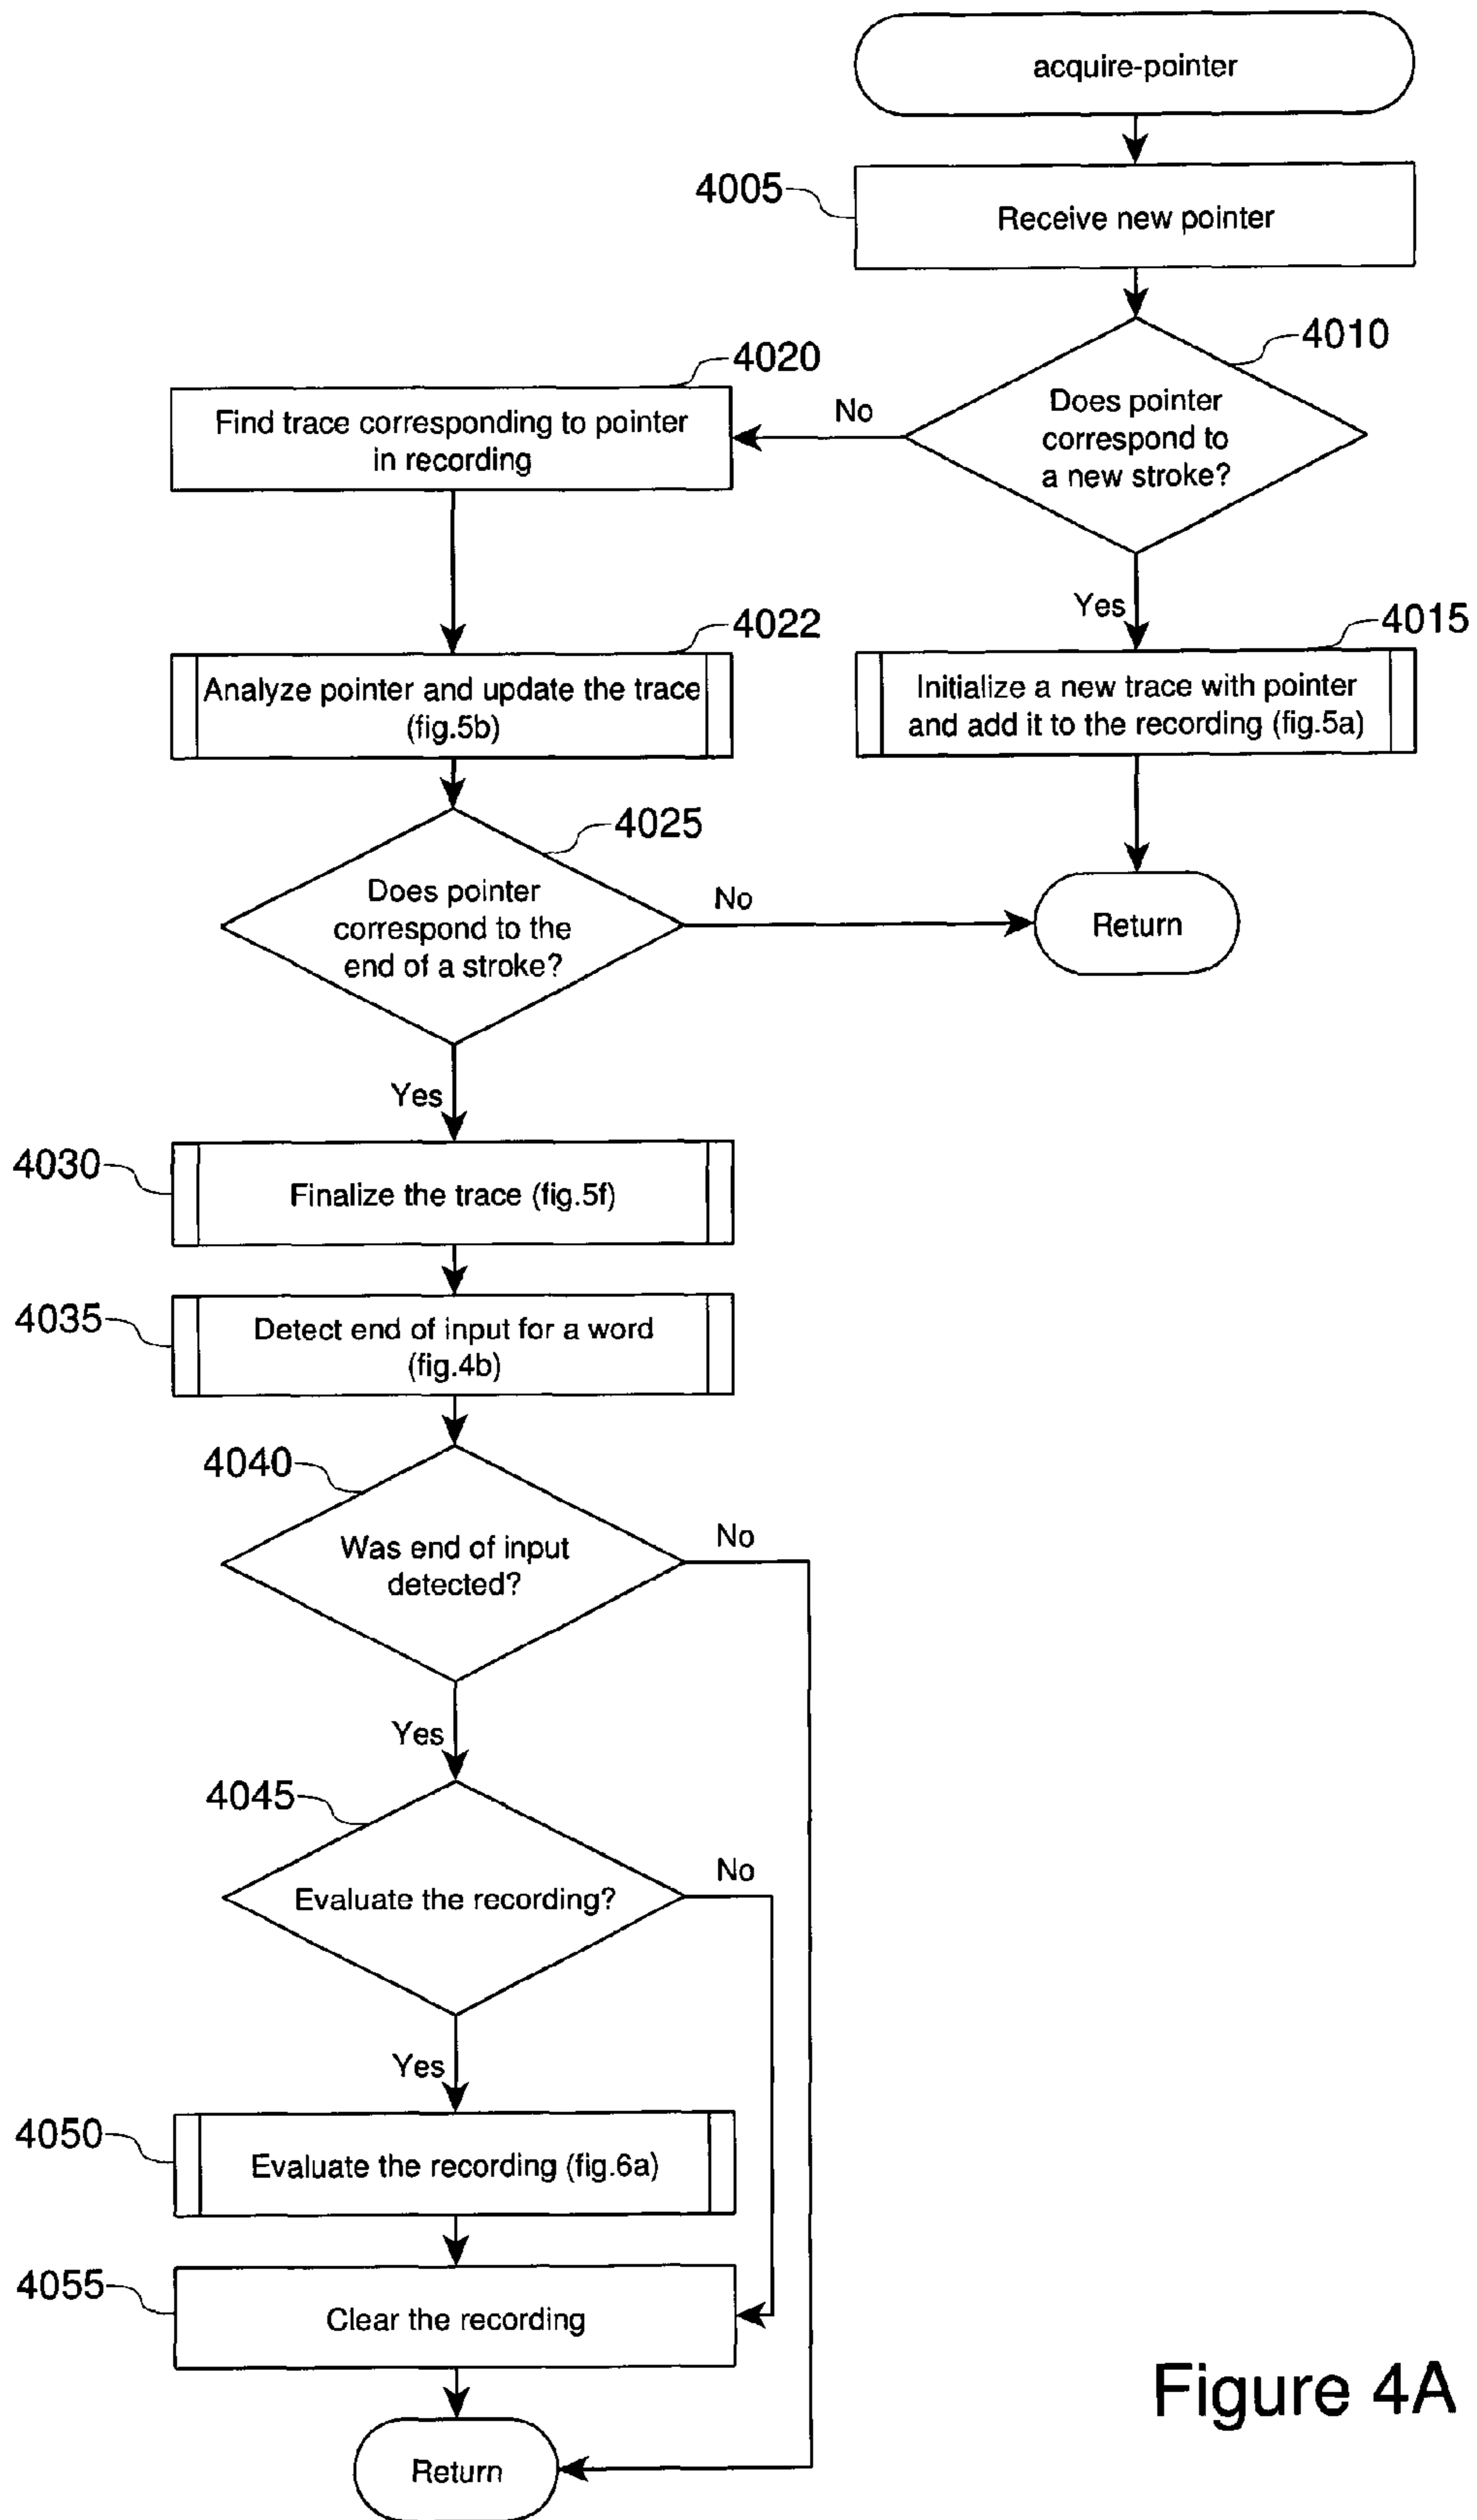 acquire-pointer
4005
Receive new pointer
4010
Does pointer
correspond to
a new stroke?
No
4020
Find trace corresponding to pointer
in recording
Yes
4015
Initialize a new trace with pointer
and add it to the recording (fig.5a)
4022
Analyze pointer and update the trace
(fig.5b)
4025
Does pointer
correspond to the
end of a stroke?
No
Return
Yes
4030
Finalize the trace (fig.5f)
4035
Detect end of input for a word
(fig.4b)
4040
Was end of input
detected?
No
Yes
4045
Evaluate the recording?
No
Yes
4050
Evaluate the recording (fig.6a)
4055
Clear the recording
Return
Figure 4A